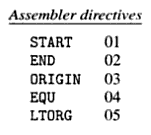 Assembler directives
START 01
END 02
ORIGIN 03
EQU 04
LTORG 05